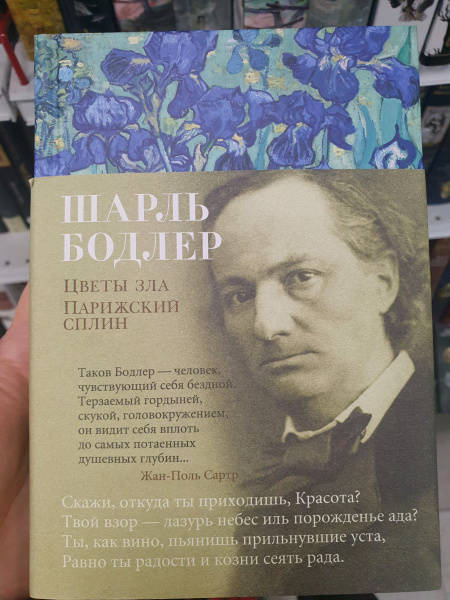 ШАРЛЬ
БОДЛЕР
ЦВЕТЫ ЗЛА
ПАРИЖСКИЙ
СПЛИН
Таков Бодлер — человек,
чувствующий себя бездной.
Терзаемый гордыней,
скукой, головокружением,
он видит себя вплоть
до самых потаенных
душевных глубин...
Жан-Поль Сартр
Скажи, откуда ты приходишь, Красота?
Твой взор — лазурь небес иль порожденье ада?
Ты, как вино, пьянишь прильнувшие уста,
Равно ты радости и козни сеять рада.